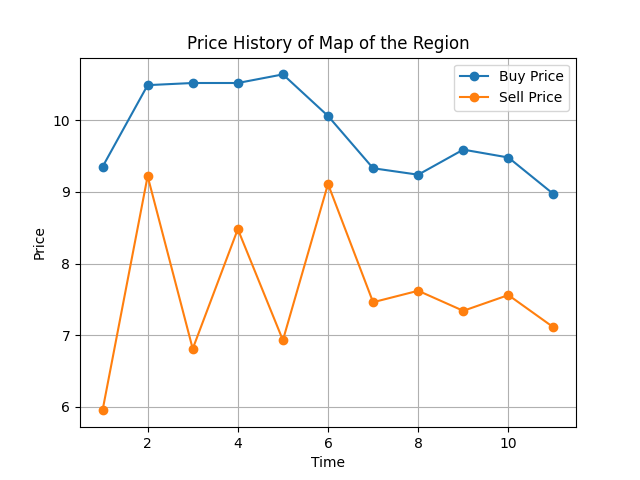 Price History of Map of the Region
Buy Price
Sell Price
Price
10
9
8
7
6
2 4 6 8 10
Time